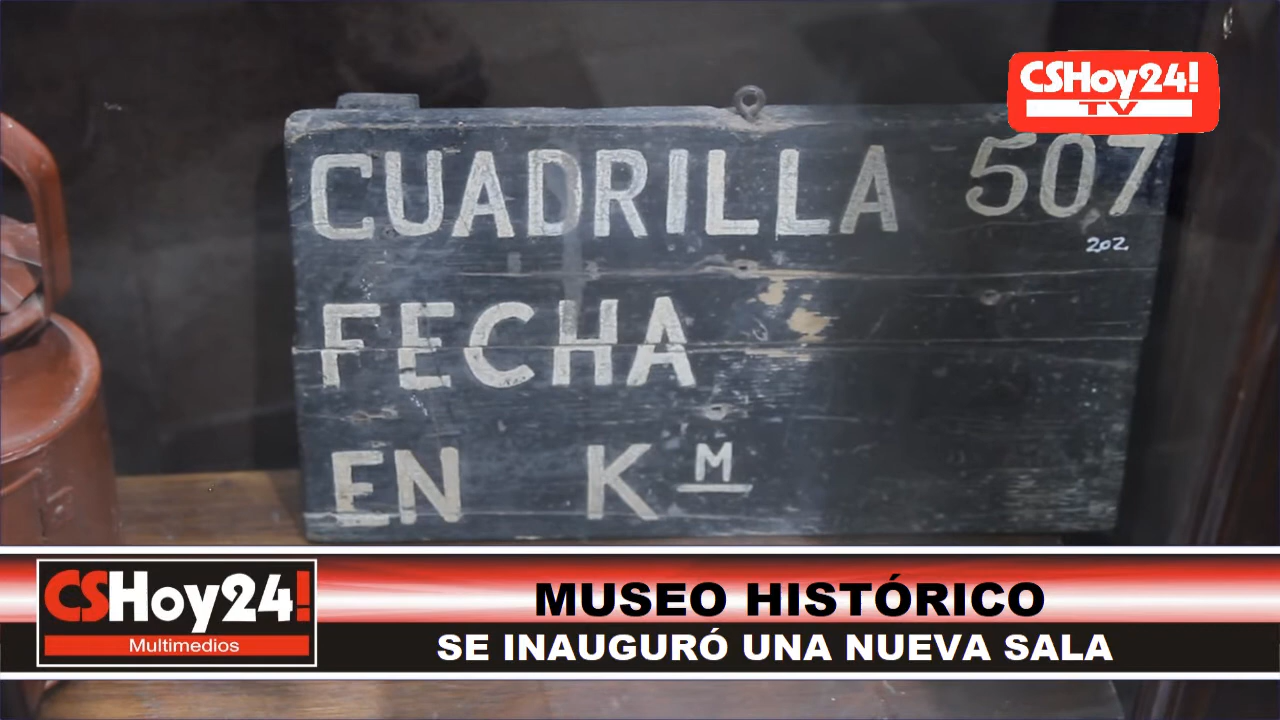 CSHoy24!
TV
CUADRILLA 507
202.
FECHA
EN KM
CSHoy24!
Multimedios
MUSEO HISTÓRICO
SE INAUGURÓ UNA NUEVA SALA